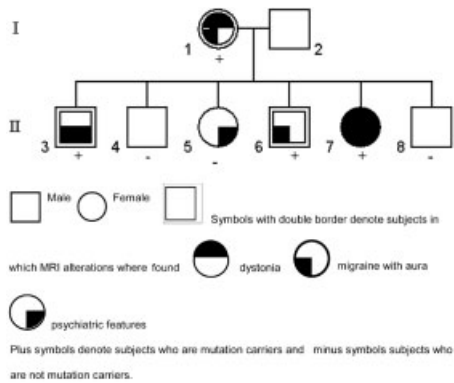 I
1 2
+
II
3 4 5 6 7 8
+ - - + + -
Male Female Symbols with double border denote subjects in
which MRI alterations where found dystonia migraine with aura
psychiatric features
Plus symbols denote subjects who are mutation carriers and minus symbols subjects who
are not mutation carriers.